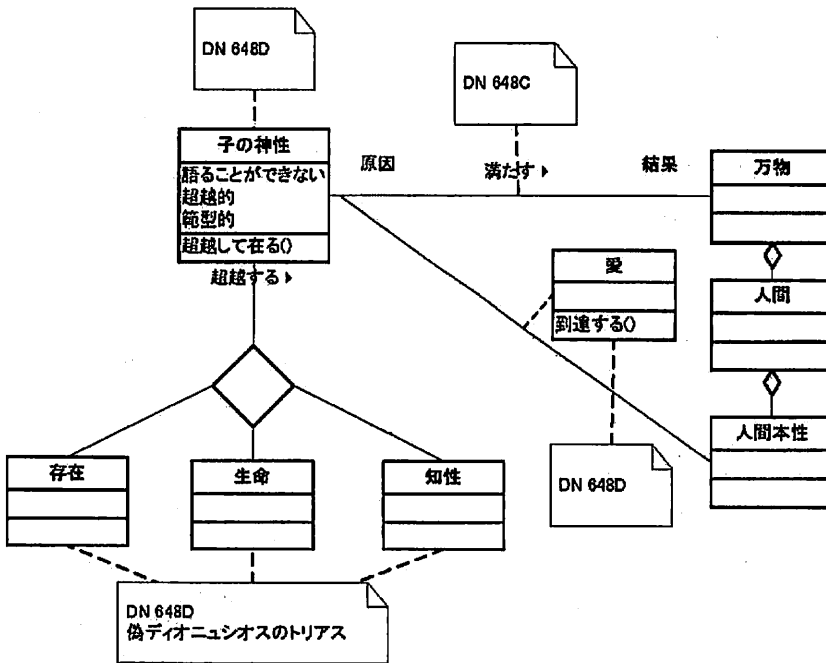 DN 648D
DN 648C
子の神性
語ることができない
超越的
範型的
超越して在る()
超越する
原因
満たす
結果
万物
愛
到達する()
人間
人間本性
存在
生命
知性
DN 648D
DN 648D
偽ディオニュシオスのトリアス